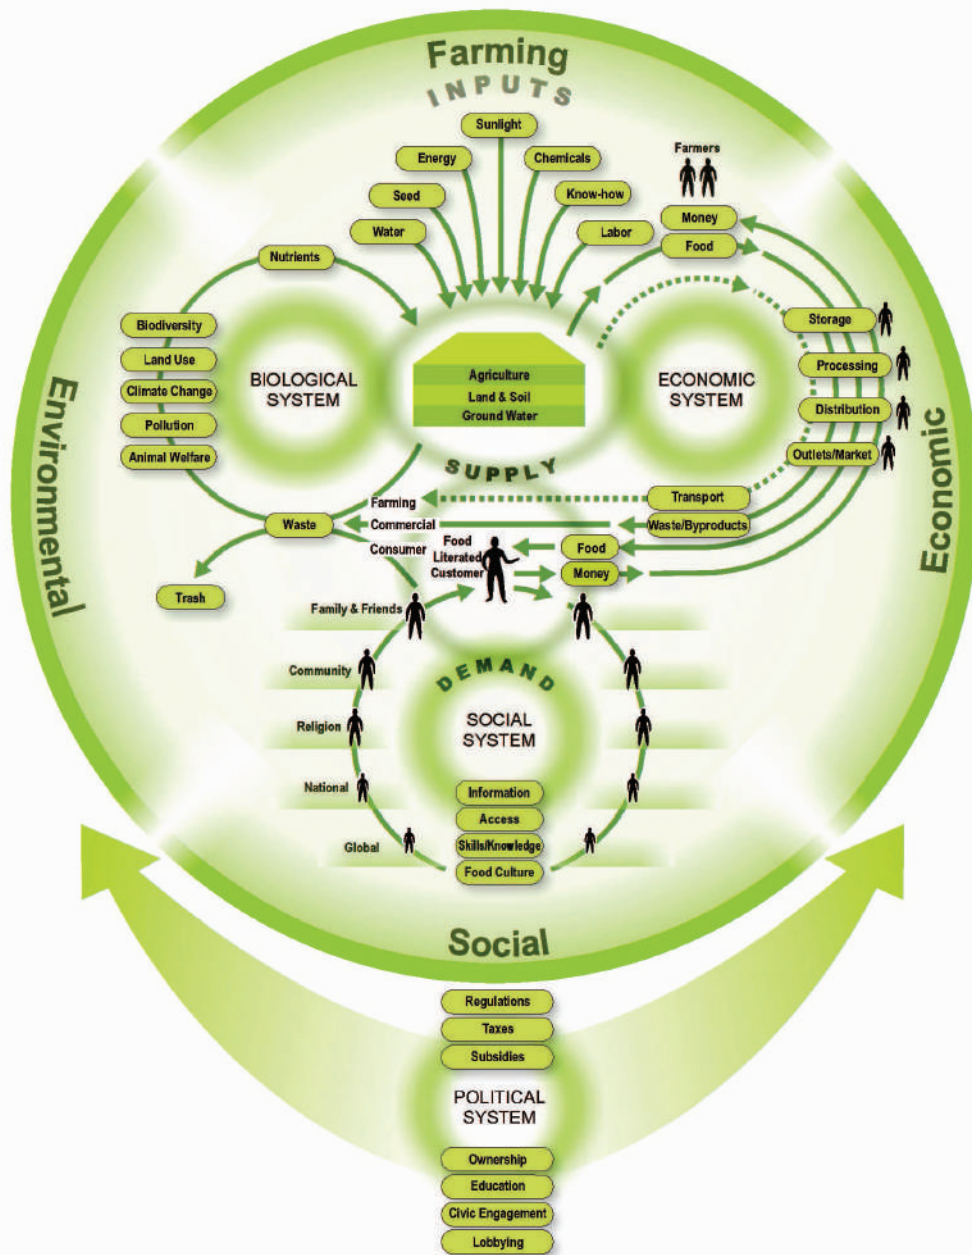 Farming
INPUTS
Sunlight
Energy
Chemicals
Farmers
Seed
Know-how
Water
Labor
Money
Food
Nutrients
Biodiversity
Land Use
Climate Change
Pollution
Animal Welfare
BIOLOGICAL
SYSTEM
Agriculture
Land & Soil
Ground Water
ECONOMIC
SYSTEM
Storage
Processing
Distribution
Outlets/Market
Environmental
Economic
SUPPLY
Farming
Transport
Waste
Commercial
Waste/Byproducts
Consumer
Food
Literated
Customer
Food
Money
Trash
Family & Friends
Community
Religion
National
Global
DEMAND
SOCIAL
SYSTEM
Information
Access
Skills/Knowledge
Food Culture
Social
Regulations
Taxes
Subsidies
POLITICAL
SYSTEM
Ownership
Education
Civic Engagement
Lobbying